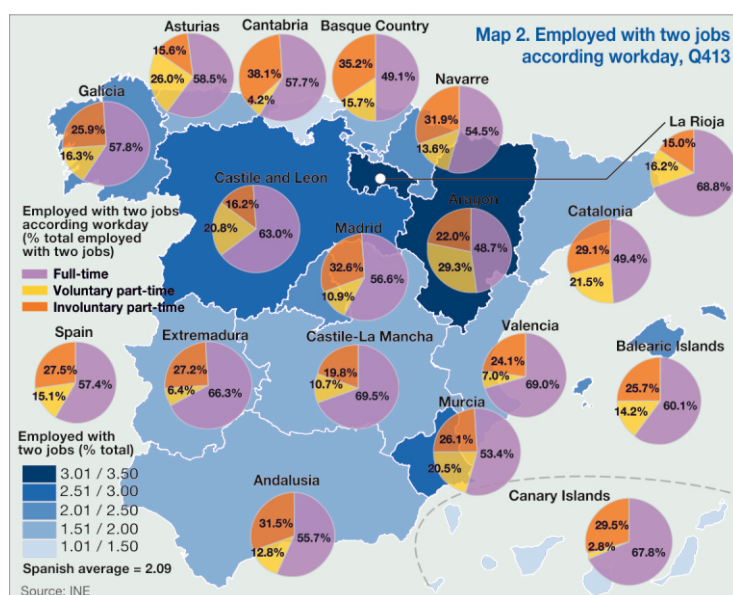 Map 2. Employed with two jobs
according workday, Q413
Asturias
15.6%
26.0%
58.5%
Cantabria
38.1%
4.2%
57.7%
Basque Country
35.2%
15.7%
49.1%
Navarre
31.9%
13.6%
54.5%
La Rioja
15.0%
16.2%
68.8%
Galicia
25.9%
16.3%
57.8%
Castile and Leon
16.2%
20.8%
63.0%
Aragon
22.0%
29.3%
48.7%
Catalonia
29.1%
21.5%
49.4%
Madrid
32.6%
10.9%
56.6%
Employed with two jobs
according workday
(% total employed
with two jobs)
Full-time
Voluntary part-time
Involuntary part-time
Spain
27.5%
15.1%
57.4%
Extremadura
27.2%
6.4%
66.3%
Castile-La Mancha
19.8%
10.7%
69.5%
Valencia
24.1%
7.0%
69.0%
Balearic Islands
25.7%
14.2%
60.1%
Murcia
26.1%
20.5%
53.4%
Andalusia
31.5%
12.8%
55.7%
Canary Islands
29.5%
2.8%
67.8%
Employed with
two jobs (% total)
3.01 / 3.50
2.51 / 3.00
2.01 / 2.50
1.51 / 2.00
1.01 / 1.50
Spanish average = 2.09
Source: INE